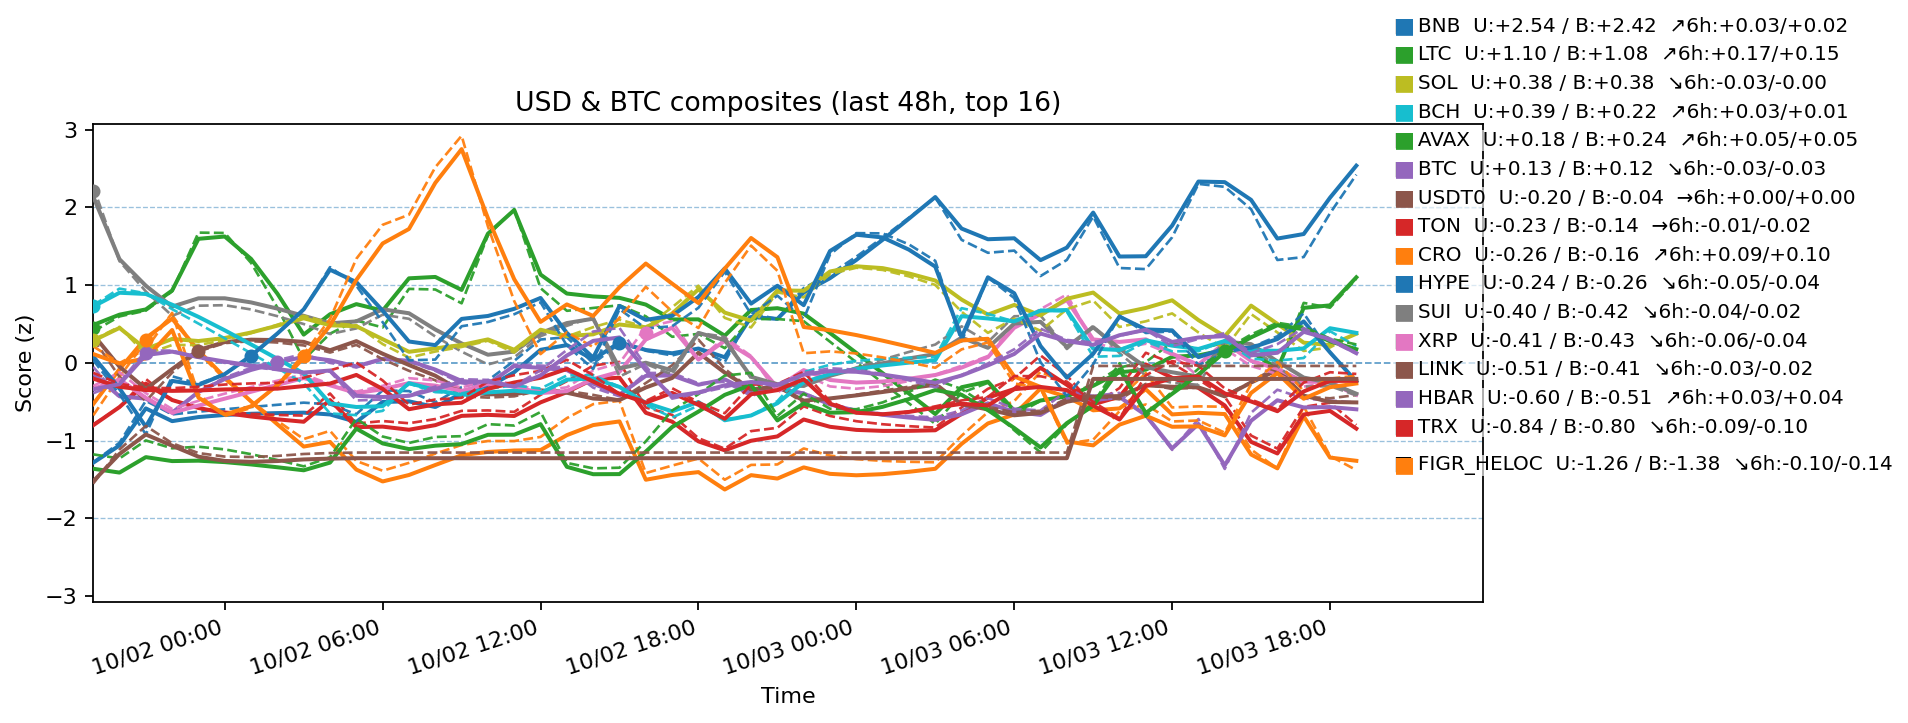 BNB U:+2.54 / B:+2.42 ↗6h:+0.03/+0.02
LTC U:+1.10 / B:+1.08 ↗6h:+0.17/+0.15
SOL U:+0.38 / B:+0.38 ↘6h:-0.03/-0.00
BCH U:+0.39 / B:+0.22 ↗6h:+0.03/+0.01
AVAX U:+0.18 / B:+0.24 ↗6h:+0.05/+0.05
BTC U:+0.13 / B:+0.12 ↘6h:-0.03/-0.03
USDT0 U:-0.20 / B:-0.04 →6h:+0.00/+0.00
TON U:-0.23 / B:-0.14 →6h:-0.01/-0.02
CRO U:-0.26 / B:-0.16 ↗6h:+0.09/+0.10
HYPE U:-0.24 / B:-0.26 ↘6h:-0.05/-0.04
SUI U:-0.40 / B:-0.42 ↘6h:-0.04/-0.02
XRP U:-0.41 / B:-0.43 ↘6h:-0.06/-0.04
LINK U:-0.51 / B:-0.41 ↘6h:-0.03/-0.02
HBAR U:-0.60 / B:-0.51 ↗6h:+0.03/+0.04
TRX U:-0.84 / B:-0.80 ↘6h:-0.09/-0.10
FIGR_HELOC U:-1.26 / B:-1.38 ↘6h:-0.10/-0.14
USD & BTC composites (last 48h, top 16)
Score (z)
3
2
1
0
−1
−2
−3
10/02 00:00
10/02 06:00
10/02 12:00
10/02 18:00
10/03 00:00
10/03 06:00
10/03 12:00
10/03 18:00
Time